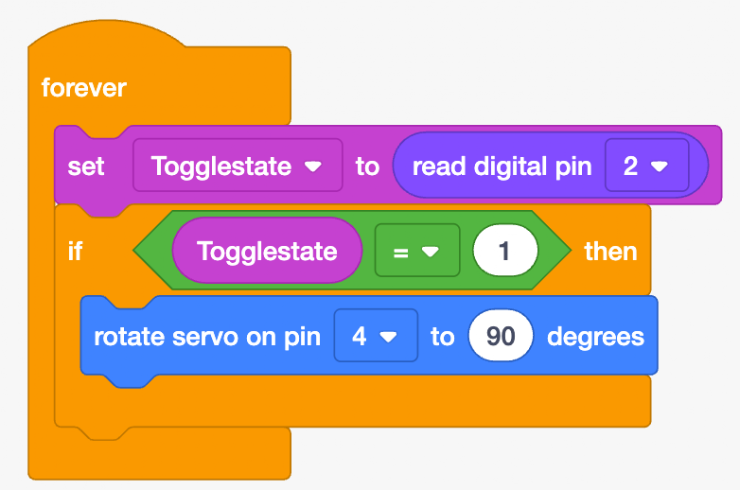 forever
set Togglestate to read digital pin 2
if Togglestate = 1 then
rotate servo on pin 4 to 90 degrees